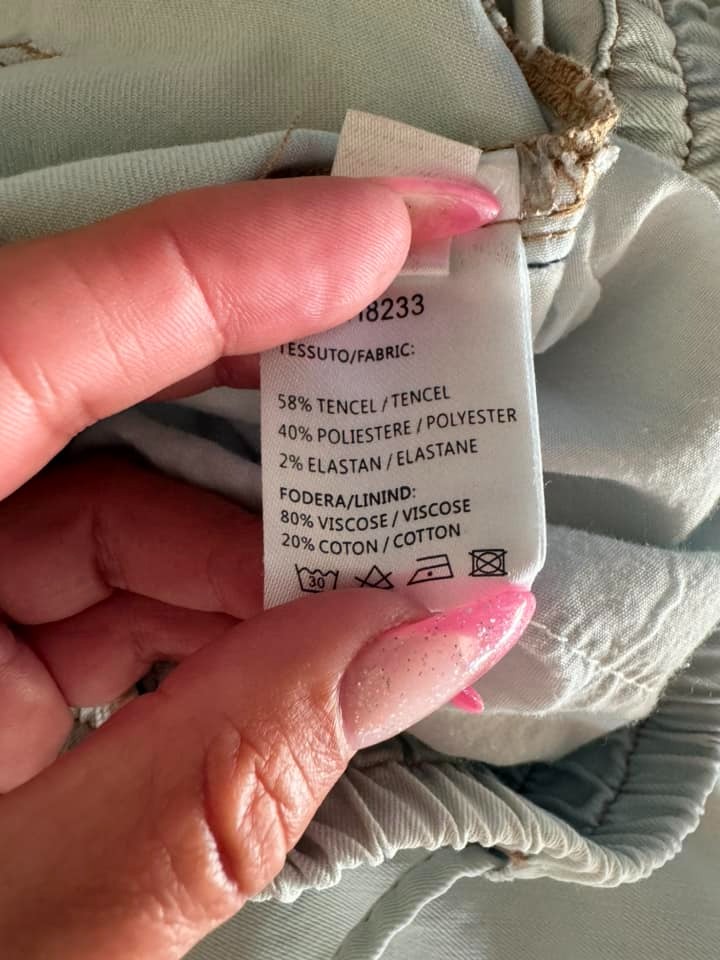 18233
TESSUTO/FABRIC:
58% TENCEL / TENCEL
40% POLIESTERE / POLYESTER
2% ELASTAN / ELASTANE
FODERA/LININD:
80% VISCOSE / VISCOSE
20% COTON / COTTON
30